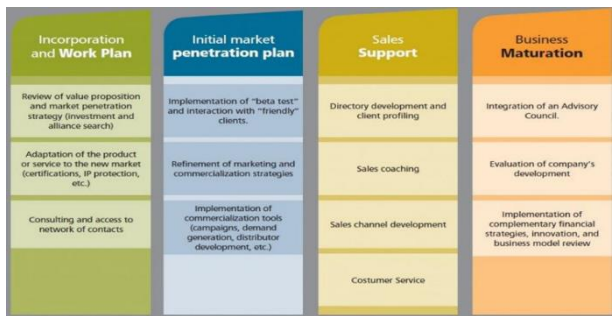 Incorporation
and Work Plan
Review of value proposition
and market penetration
strategy (investment and
alliance search)
Adaptation of the product
or service to the new market
(certifications, IP protection,
etc.)
Consulting and access to
network of contacts
Initial market
penetration plan
Implementation of "beta test"
and interaction with "friendly"
clients.
Refinement of marketing and
commercialization strategies
Implementation of
commercialization tools
(campaigns, demand
generation, distributor
development, etc.)
Sales
Support
Directory development and
client profiling
Sales coaching
Sales channel development
Costumer Service
Business
Maturation
Integration of an Advisory
Council.
Evaluation of company's
development
Implementation of
complementary financial
strategies, innovation, and
business model review